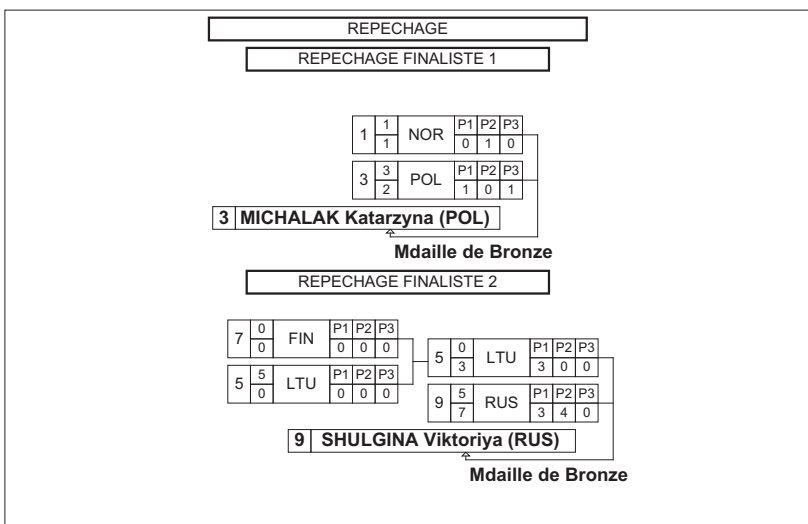 REPECHAGE
REPECHAGE FINALISTE 1
1 1 NOR P1 P2 P3
1 0 1 0
3 3 POL P1 P2 P3
2 1 0 1
3 MICHALAK Katarzyna (POL)
Mdaille de Bronze
REPECHAGE FINALISTE 2
7 0 FIN P1 P2 P3
0 0 0 0
5 5 LTU P1 P2 P3
0 0 0 0
5 0 LTU P1 P2 P3
3 3 0 0
9 5 RUS P1 P2 P3
7 3 4 0
9 SHULGINA Viktoriya (RUS)
Mdaille de Bronze